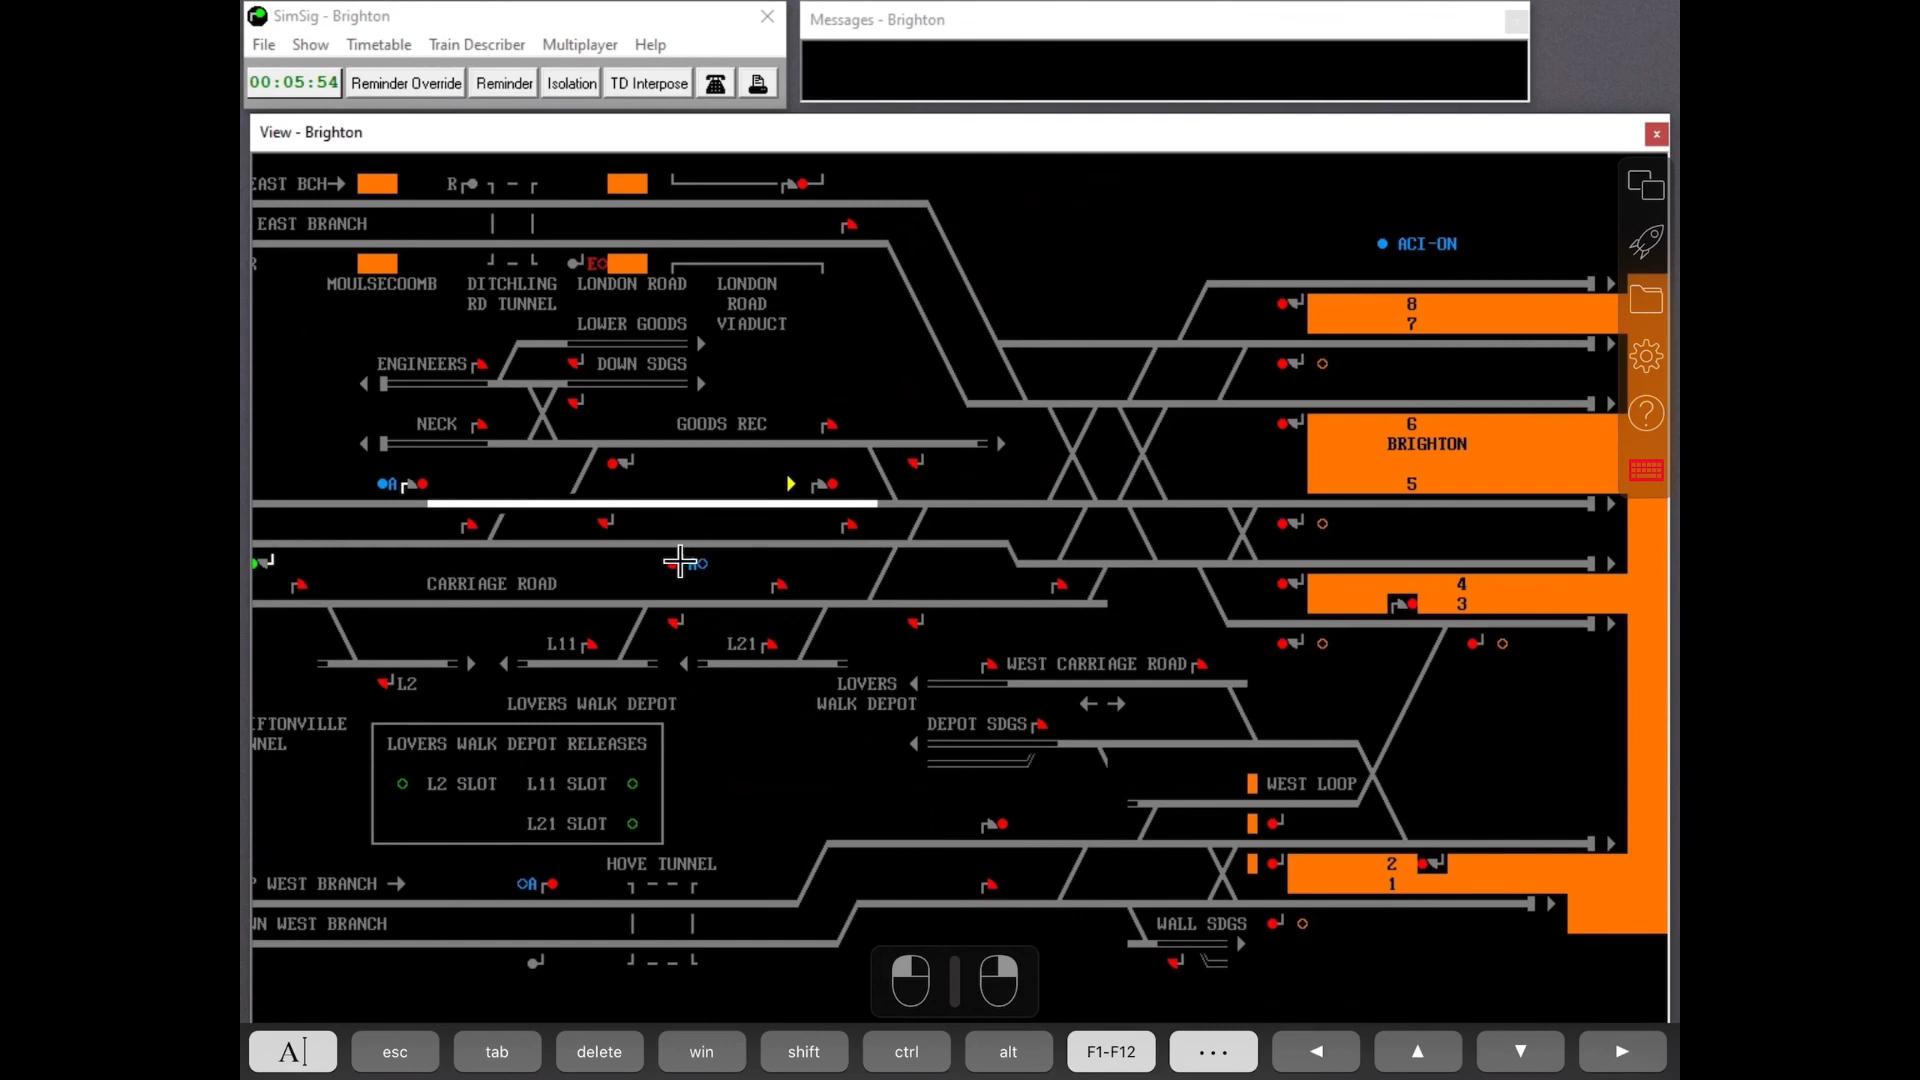 SimSig - Brighton
Messages - Brighton
File Show Timetable Train Describer Multiplayer Help
00:05:54 Reminder Override Reminder Isolation TD Interpose
View - Brighton
EAST BCH→ R
EAST BRANCH
ACI-ON
R E
MOULSECOOMB DITCHLING RD TUNNEL LONDON ROAD LONDON ROAD VIADUCT
8
7
LOWER GOODS
ENGINEERS DOWN SDGS
NECK GOODS REC
6
BRIGHTON
5
A
A
CARRIAGE ROAD
4
3
L11 L21
WEST CARRIAGE ROAD
L2 LOVERS WALK DEPOT
LOVERS WALK DEPOT
IFTONVILLE
NNEL
DEPOT SDGS
LOVERS WALK DEPOT RELEASES
L2 SLOT L11 SLOT
L21 SLOT
WEST LOOP
HOVE TUNNEL
P WEST BRANCH → A
2
1
WN WEST BRANCH
WALL SDGS
A esc tab delete win shift ctrl alt F1-F12 ...